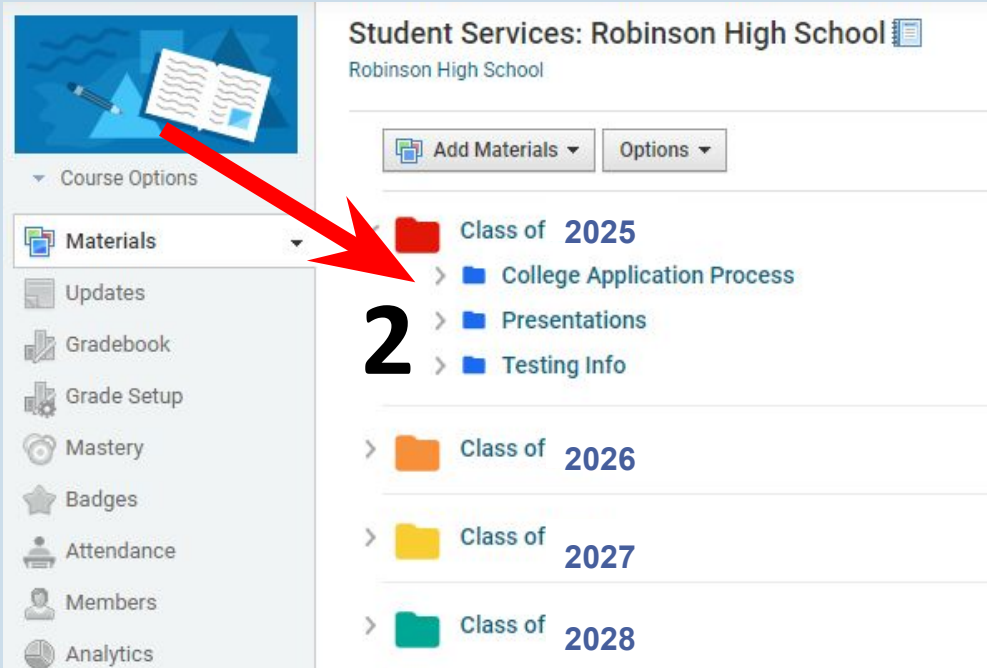 Student Services: Robinson High School
Robinson High School
Add Materials
Options
Course Options
Materials
Updates
Gradebook
Grade Setup
Mastery
Badges
Attendance
Members
Analytics
Class of 2025
College Application Process
2
Presentations
Testing Info
Class of 2026
Class of 2027
Class of 2028